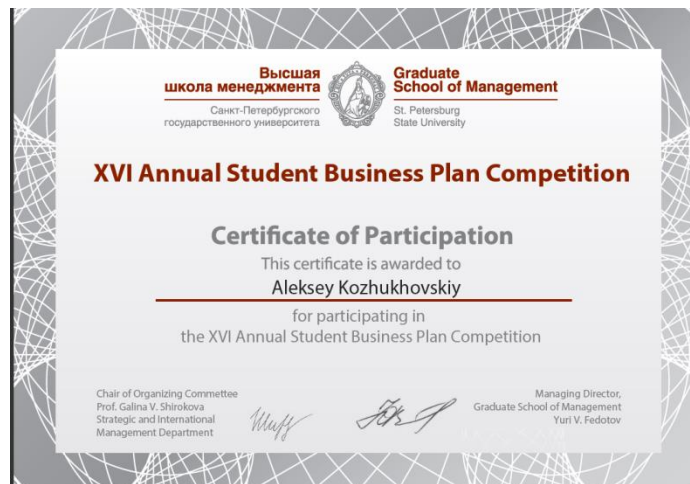 Высшая
школа менеджмента
Санкт-Петербургского
государственного университета
Graduate
School of Management
St. Petersburg
State University
XVI Annual Student Business Plan Competition
Certificate of Participation
This certificate is awarded to
Aleksey Kozhukhovskiy
for participating in
the XVI Annual Student Business Plan Competition
Chair of Organizing Commettee
Prof. Galina V. Shirokova
Strategic and International
Management Department
Managing Director,
Graduate School of Management
Yuri V. Fedotov